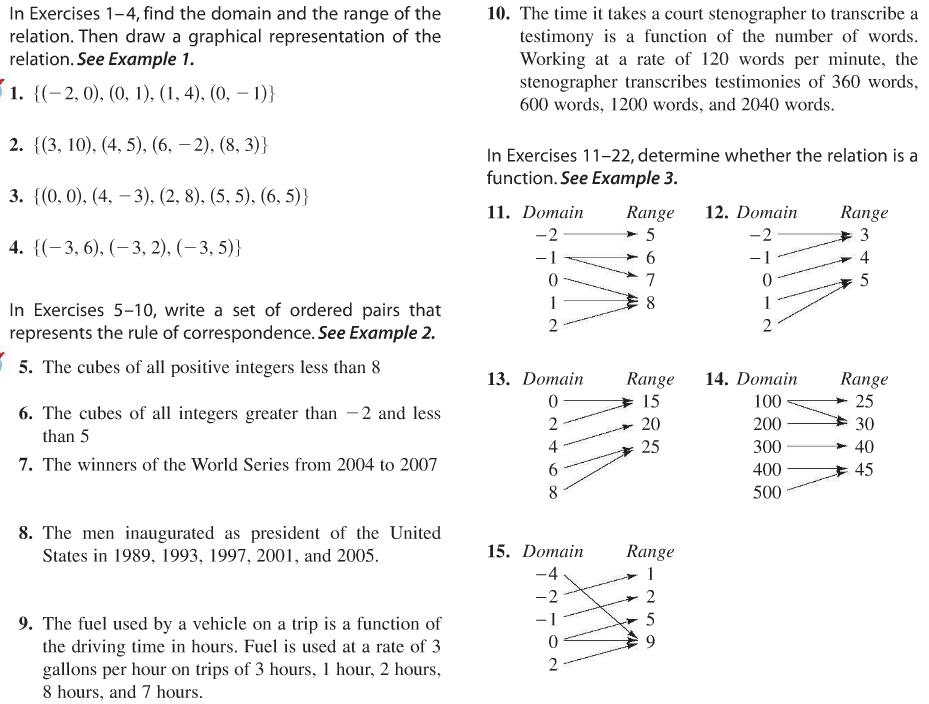 In Exercises 1–4, find the domain and the range of the
relation. Then draw a graphical representation of the
relation. See Example 1.
1. {(−2, 0), (0, 1), (1, 4), (0, −1)}
2. {(3, 10), (4, 5), (6, −2), (8, 3)}
3. {(0, 0), (4, −3), (2, 8), (5, 5), (6, 5)}
4. {(−3, 6), (−3, 2), (−3, 5)}
In Exercises 5–10, write a set of ordered pairs that
represents the rule of correspondence. See Example 2.
5. The cubes of all positive integers less than 8
6. The cubes of all integers greater than −2 and less
than 5
7. The winners of the World Series from 2004 to 2007
8. The men inaugurated as president of the United
States in 1989, 1993, 1997, 2001, and 2005.
9. The fuel used by a vehicle on a trip is a function of
the driving time in hours. Fuel is used at a rate of 3
gallons per hour on trips of 3 hours, 1 hour, 2 hours,
8 hours, and 7 hours.
10. The time it takes a court stenographer to transcribe a
testimony is a function of the number of words.
Working at a rate of 120 words per minute, the
stenographer transcribes testimonies of 360 words,
600 words, 1200 words, and 2040 words.
In Exercises 11–22, determine whether the relation is a
function. See Example 3.
11. Domain Range
−2 5
−1 6
0 7
1 8
2
12. Domain Range
−2 3
−1 4
0 5
1
2
13. Domain Range
0 15
2 20
4 25
6
8
14. Domain Range
100 25
200 30
300 40
400 45
500
15. Domain Range
−4 1
−2 2
−1 5
0 9
2